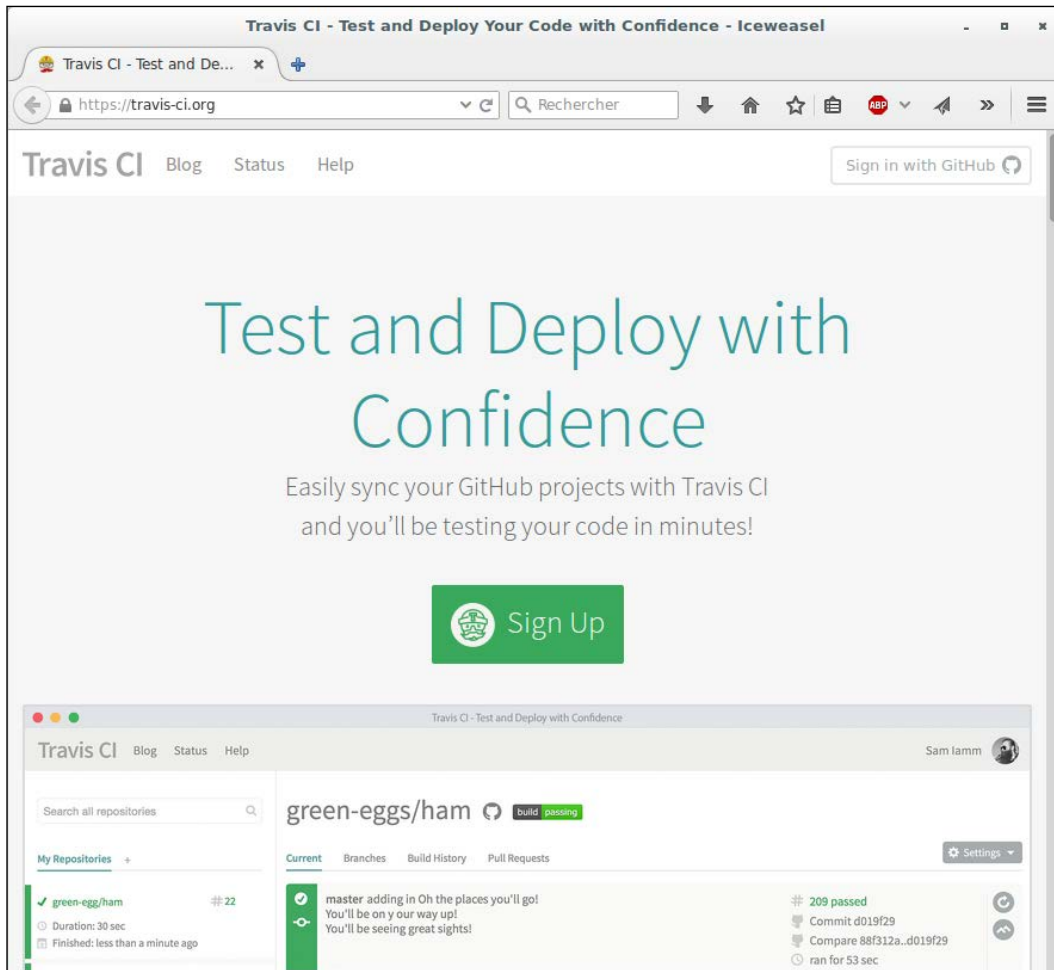 Travis CI - Test and Deploy Your Code with Confidence - Iceweasel
Travis CI - Test and De...
https://travis-ci.org
Rechercher
ABP
Travis CI Blog Status Help
Sign in with GitHub
Test and Deploy with
Confidence
Easily sync your GitHub projects with Travis CI
and you'll be testing your code in minutes!
Sign Up
Travis CI - Test and Deploy with Confidence
Travis CI Blog Status Help
Sam Iamm
Search all repositories
My Repositories +
green-egg/ham # 22
Duration: 30 sec
Finished: less than a minute ago
green-eggs/ham build passing
Current Branches Build History Pull Requests
Settings
master adding in Oh the places you'll go!
You'll be on y our way up!
You'll be seeing great sights!
# 209 passed
Commit d019f29
Compare 88f312a..d019f29
ran for 53 sec